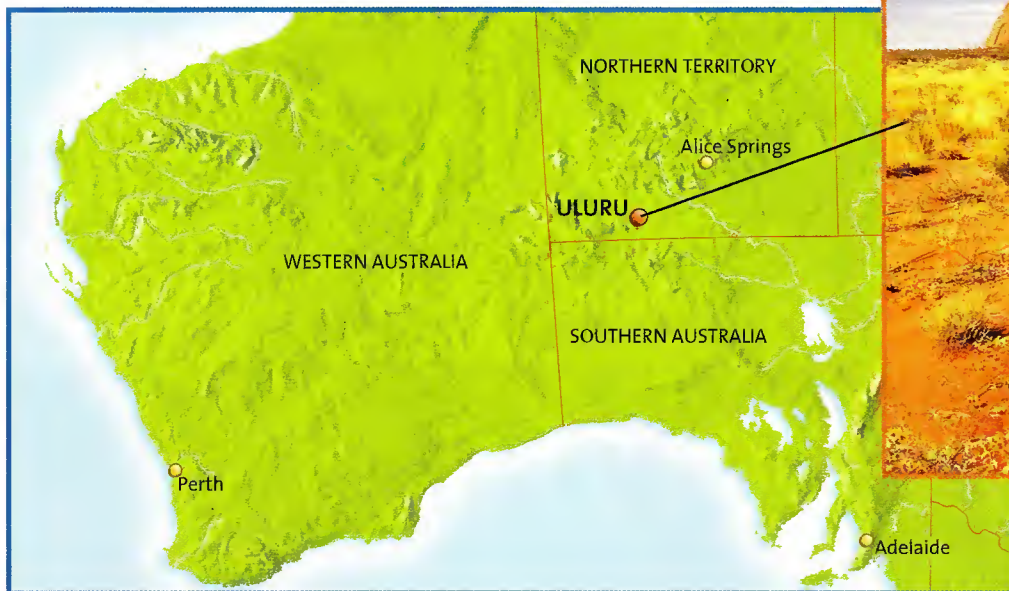 NORTHERN TERRITORY
Alice Springs
ULURU
WESTERN AUSTRALIA
SOUTHERN AUSTRALIA
Perth
Adelaide